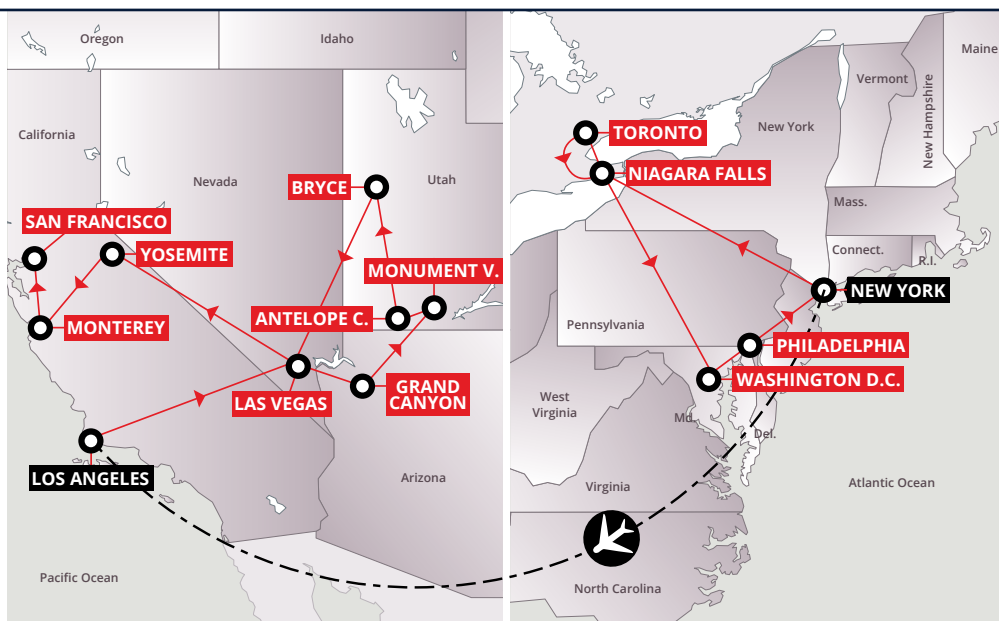 Oregon
Idaho
California
Nevada
Utah
BRYCE
SAN FRANCISCO
YOSEMITE
MONUMENT V.
MONTEREY
ANTELOPE C.
LAS VEGAS
GRAND
CANYON
LOS ANGELES
Arizona
Pacific Ocean
Maine
Vermont
New Hampshire
New York
TORONTO
NIAGARA FALLS
Mass.
Connect.
R.I.
NEW YORK
Pennsylvania
PHILADELPHIA
WASHINGTON D.C.
West
Virginia
Md.
Del.
Virginia
Atlantic Ocean
North Carolina